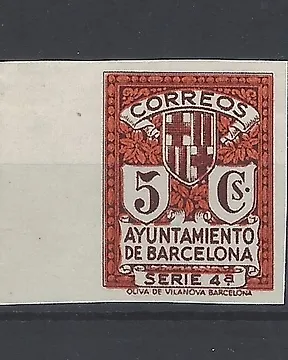 CORREOS
5 Cs.
AYUNTAMIENTO
DE BARCELONA
SERIE 4ª
OLIVA DE VILANOVA BARCELONA